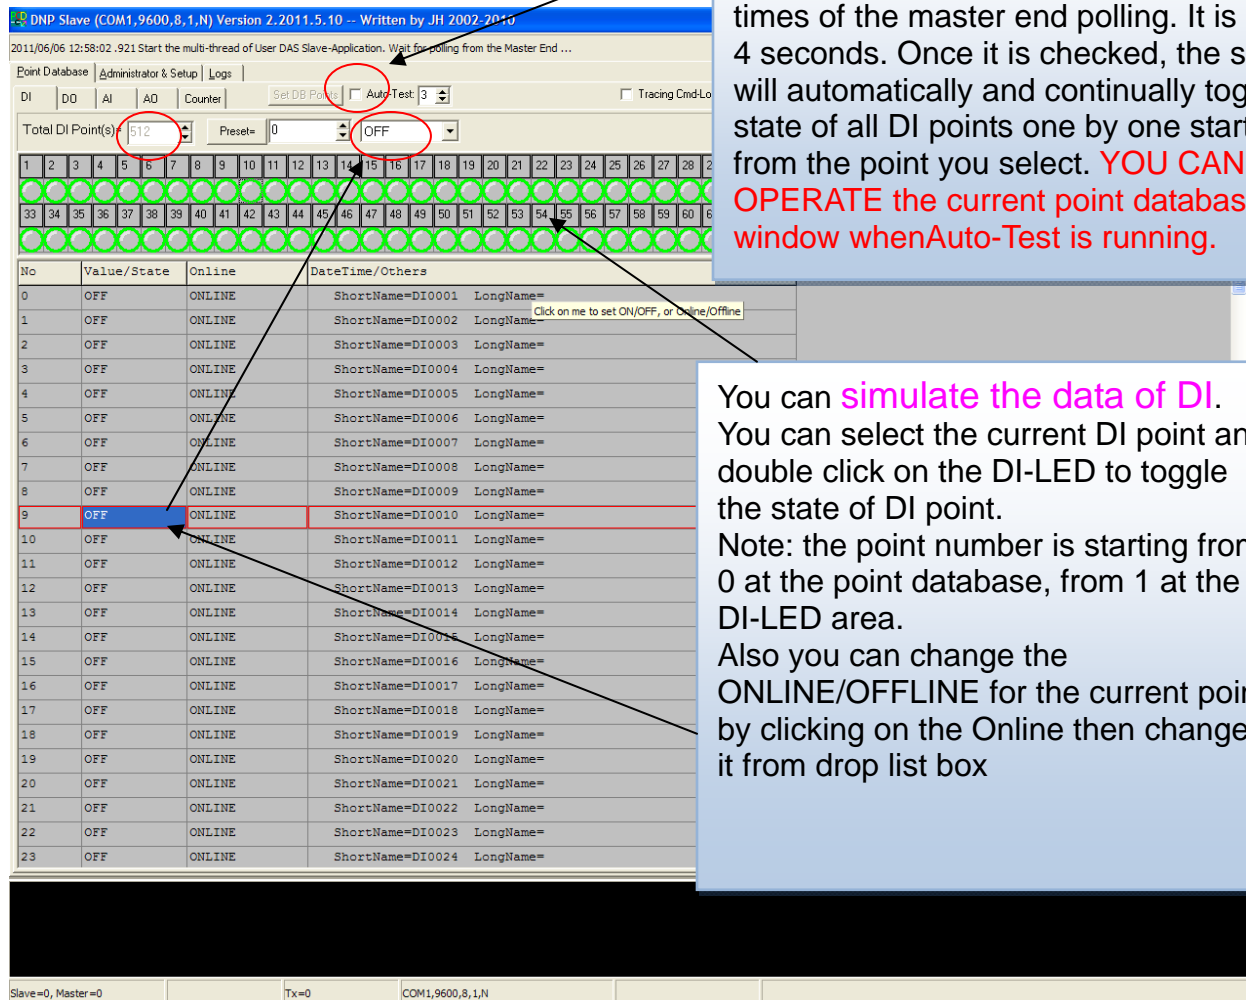 DNP Slave (COM1,9600,8,1,N) Version 2.2011.5.10 -- Written by JH 2002-2010
2011/06/06 12:58:02 .921 Start the multi-thread of User DAS Slave-Application. Wait for polling from the Master End ...
Point Database Administrator & Setup Logs
DI DO AI AO Counter Set DB Points Auto-Test: 3 Tracing Cmd-Lo
Total DI Point(s)= 512 Preset= 0 OFF
1 2 3 4 5 6 7 8 9 10 11 12 13 14 15 16 17 18 19 20 21 22 23 24 25 26 27 28 2
33 34 35 36 37 38 39 40 41 42 43 44 45 46 47 48 49 50 51 52 53 54 55 56 57 58 59 60 6
times of the master end polling. It is
4 seconds. Once it is checked, the s
will automatically and continually tog
state of all DI points one by one start
from the point you select. YOU CAN
OPERATE the current point databas
window whenAuto-Test is running.
No Value/State Online DateTime/Others
0 OFF ONLINE ShortName=DI0001 LongName=
Click on me to set ON/OFF, or Online/Offline
1 OFF ONLINE ShortName=DI0002 LongName=
2 OFF ONLINE ShortName=DI0003 LongName=
3 OFF ONLINE ShortName=DI0004 LongName=
4 OFF ONLINE ShortName=DI0005 LongName=
5 OFF ONLINE ShortName=DI0006 LongName=
6 OFF ONLINE ShortName=DI0007 LongName=
7 OFF ONLINE ShortName=DI0008 LongName=
8 OFF ONLINE ShortName=DI0009 LongName=
9 OFF ONLINE ShortName=DI0010 LongName=
10 OFF ONLINE ShortName=DI0011 LongName=
11 OFF ONLINE ShortName=DI0012 LongName=
12 OFF ONLINE ShortName=DI0013 LongName=
13 OFF ONLINE ShortName=DI0014 LongName=
14 OFF ONLINE ShortName=DI0015 LongName=
15 OFF ONLINE ShortName=DI0016 LongName=
16 OFF ONLINE ShortName=DI0017 LongName=
17 OFF ONLINE ShortName=DI0018 LongName=
18 OFF ONLINE ShortName=DI0019 LongName=
19 OFF ONLINE ShortName=DI0020 LongName=
20 OFF ONLINE ShortName=DI0021 LongName=
21 OFF ONLINE ShortName=DI0022 LongName=
22 OFF ONLINE ShortName=DI0023 LongName=
23 OFF ONLINE ShortName=DI0024 LongName=
You can simulate the data of DI.
You can select the current DI point an
double click on the DI-LED to toggle
the state of DI point.
Note: the point number is starting from
0 at the point database, from 1 at the
DI-LED area.
Also you can change the
ONLINE/OFFLINE for the current poin
by clicking on the Online then change
it from drop list box
Slave=0, Master=0 Tx=0 COM1,9600,8,1,N